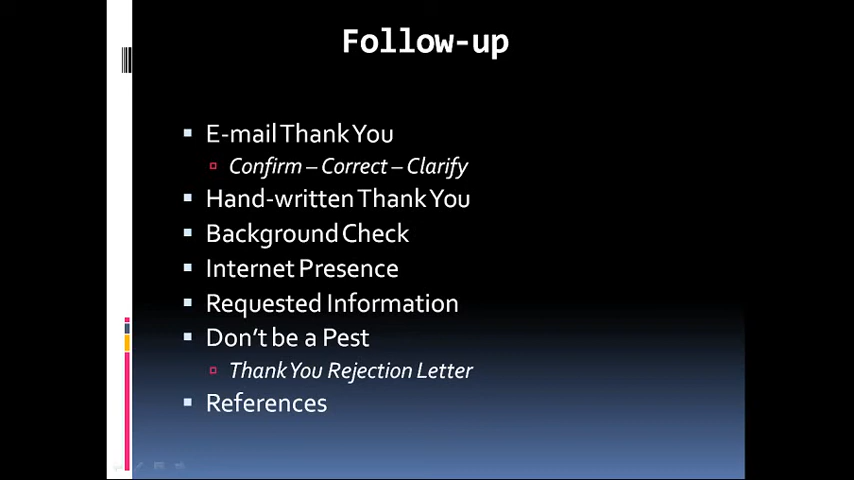 Follow-up
E-mail Thank You
Confirm – Correct – Clarify
Hand-written Thank You
Background Check
Internet Presence
Requested Information
Don't be a Pest
Thank You Rejection Letter
References